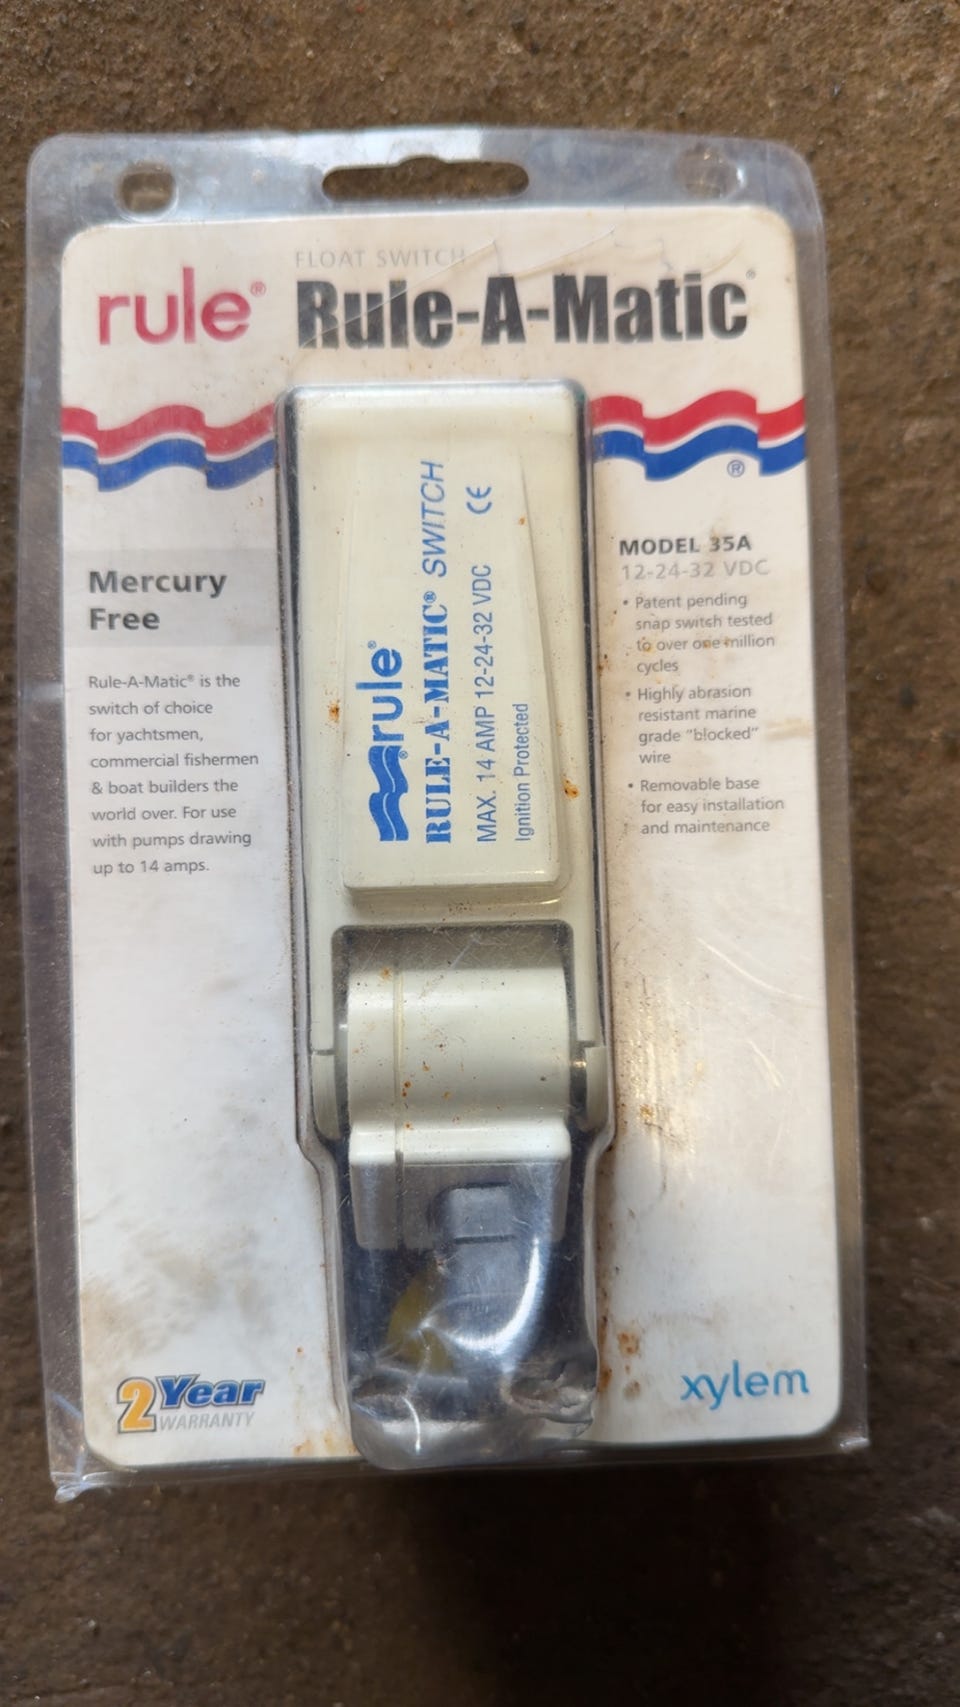 FLOAT SWITCH
rule®
Rule-A-Matic®
®
Mercury
Free
Rule-A-Matic® is the
switch of choice
for yachtsmen,
commercial fishermen
& boat builders the
world over. For use
with pumps drawing
up to 14 amps.
rule®
RULE-A-MATIC® SWITCH
MAX. 14 AMP 12-24-32 VDC CE
Ignition Protected
MODEL 35A
12-24-32 VDC
• Patent pending
snap switch tested
to over one million
cycles
• Highly abrasion
resistant marine
grade "blocked"
wire
• Removable base
for easy installation
and maintenance
2 Year
WARRANTY
xylem